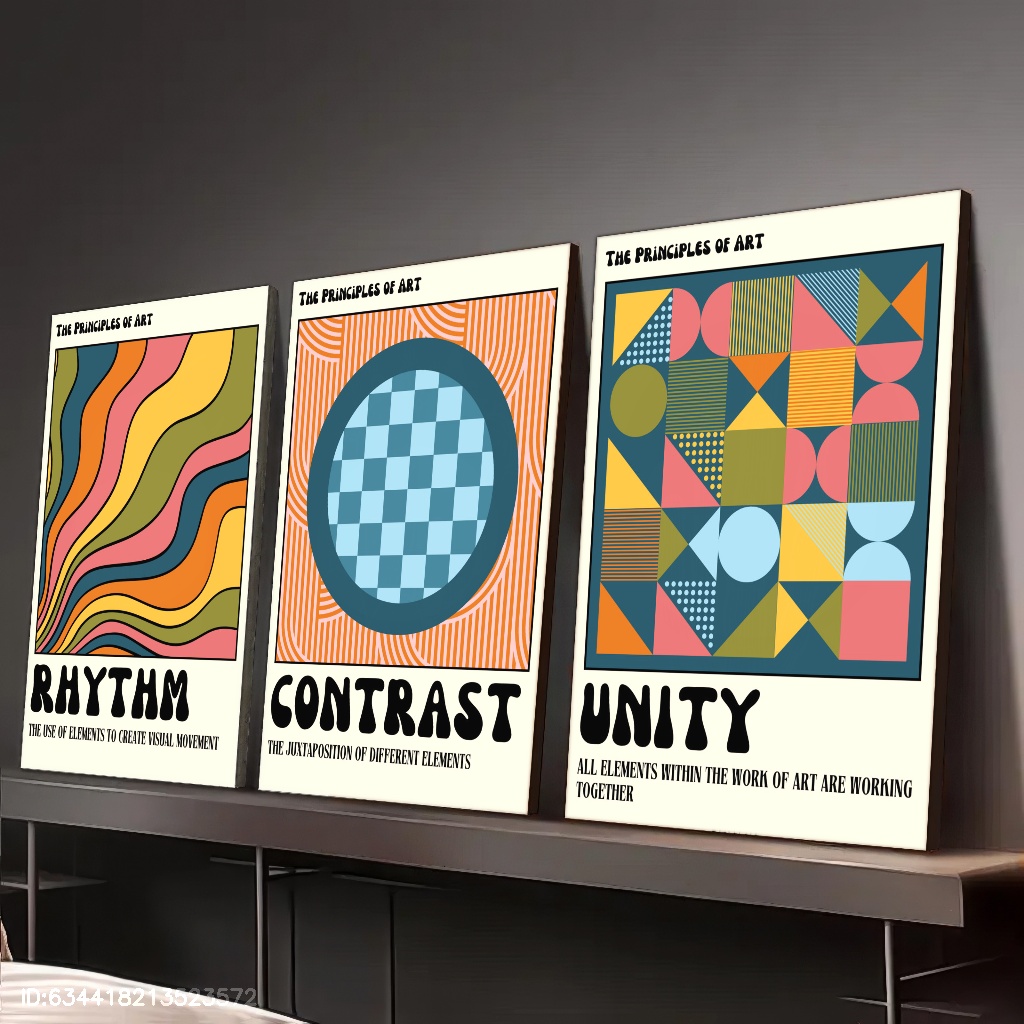 The Principles of Art
RHYTHM
THE USE OF ELEMENTS TO CREATE VISUAL MOVEMENT
The Principles of Art
CONTRAST
THE JUXTAPOSITION OF DIFFERENT ELEMENTS
The Principles of Art
UNITY
ALL ELEMENTS WITHIN THE WORK OF ART ARE WORKING
TOGETHER
ID:634418213523572